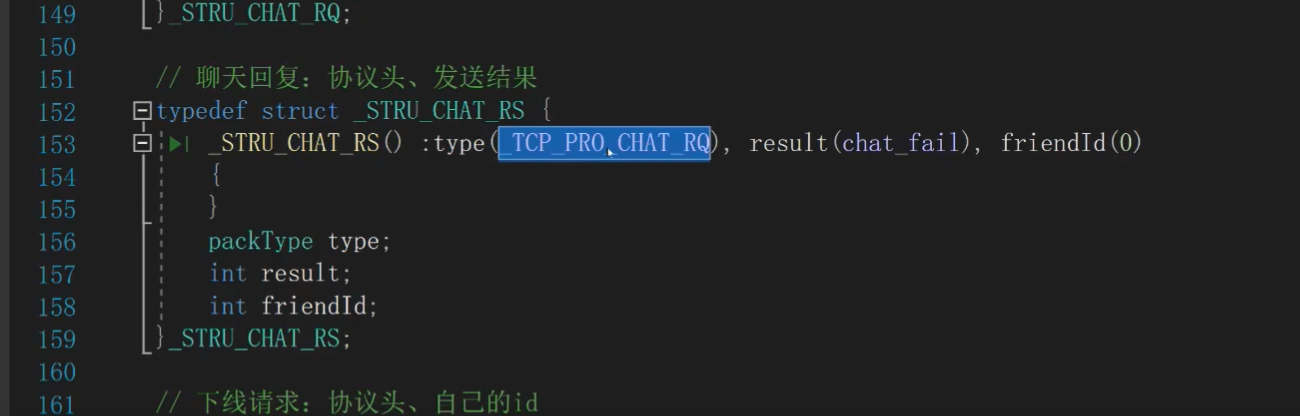 149 }_STRU_CHAT_RQ;
150
151 // 聊天回复：协议头、发送结果
152 typedef struct _STRU_CHAT_RS {
153 _STRU_CHAT_RS() :type(_TCP_PRO_CHAT_RQ), result(chat_fail), friendId(0)
154 {
155 }
156 packType type;
157 int result;
158 int friendId;
159 }_STRU_CHAT_RS;
160
161 // 下线请求：协议头、自己的id